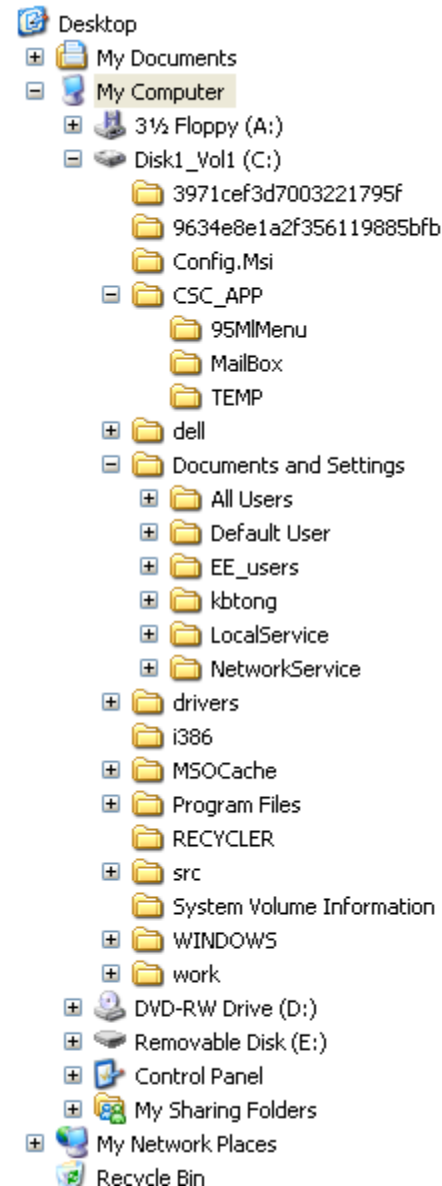 Desktop
My Documents
My Computer
3½ Floppy (A:)
Disk1_Vol1 (C:)
3971cef3d7003221795f
9634e8e1a2f356119885bfb
Config.Msi
CSC_APP
95MlMenu
MailBox
TEMP
dell
Documents and Settings
All Users
Default User
EE_users
kbtong
LocalService
NetworkService
drivers
i386
MSOCache
Program Files
RECYCLER
src
System Volume Information
WINDOWS
work
DVD-RW Drive (D:)
Removable Disk (E:)
Control Panel
My Sharing Folders
My Network Places
Recycle Bin